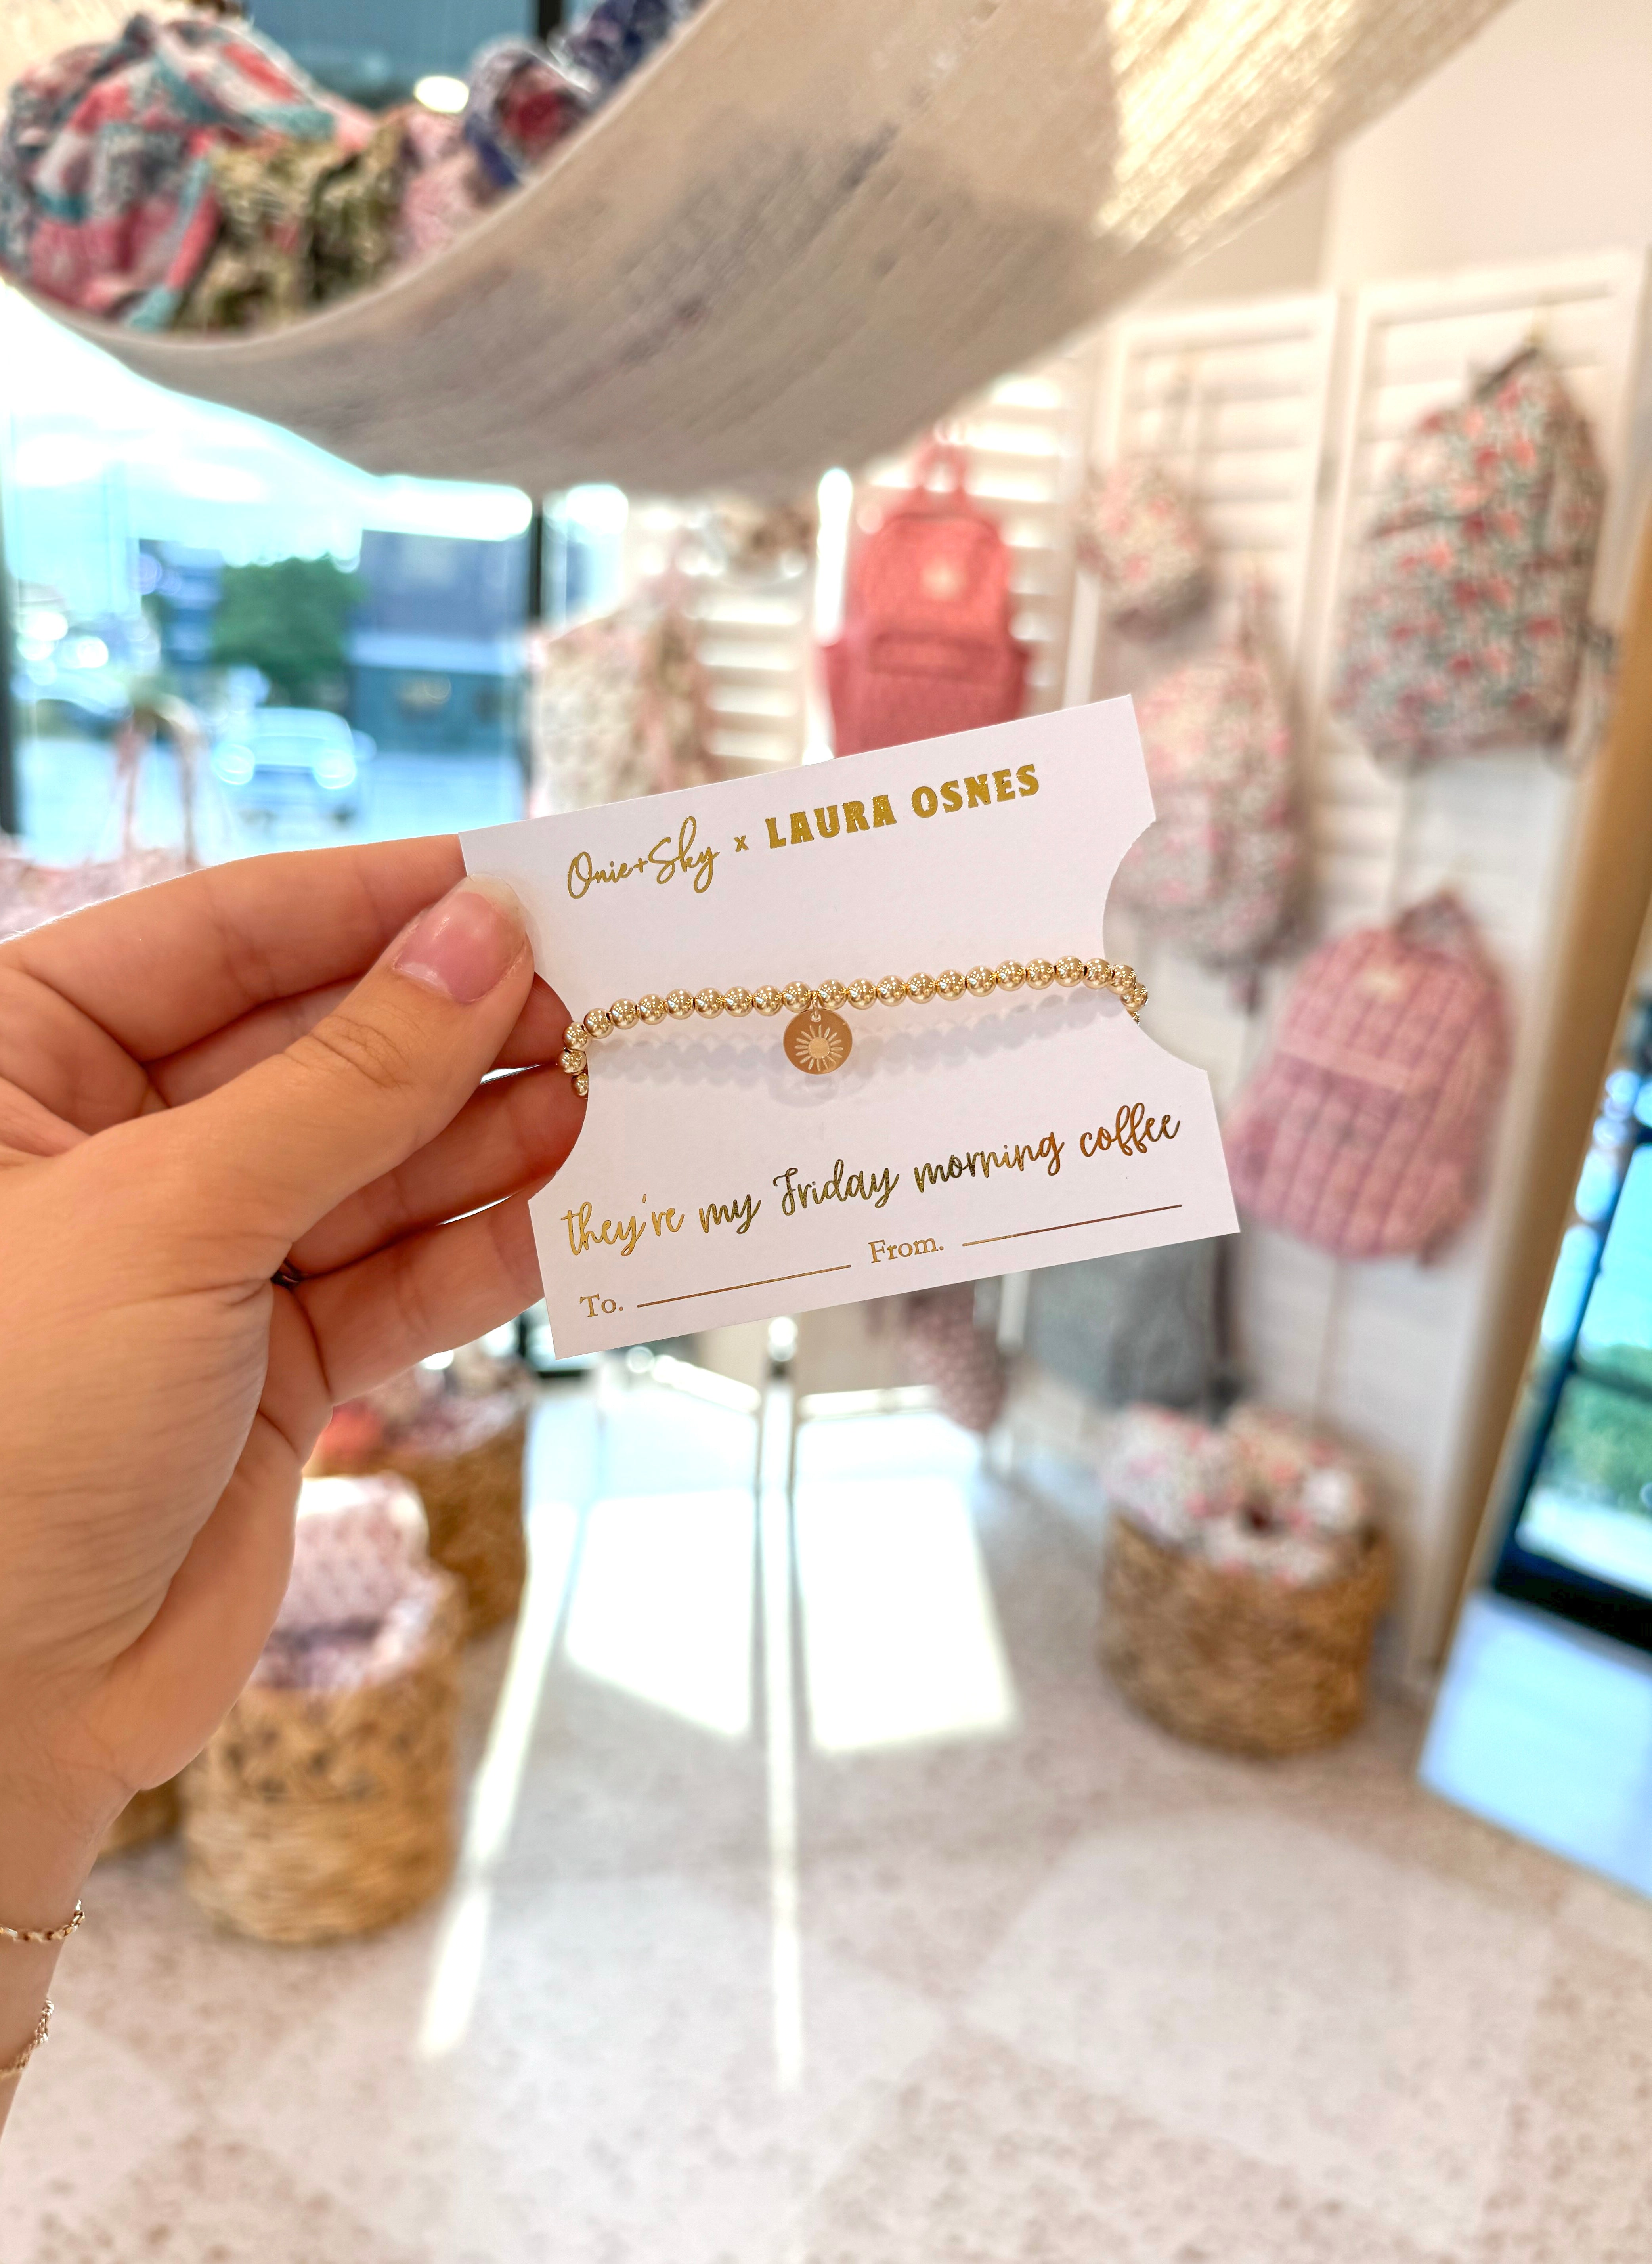 Onie+Sky x LAURA OSNES
they're my Friday morning coffee
To. From.